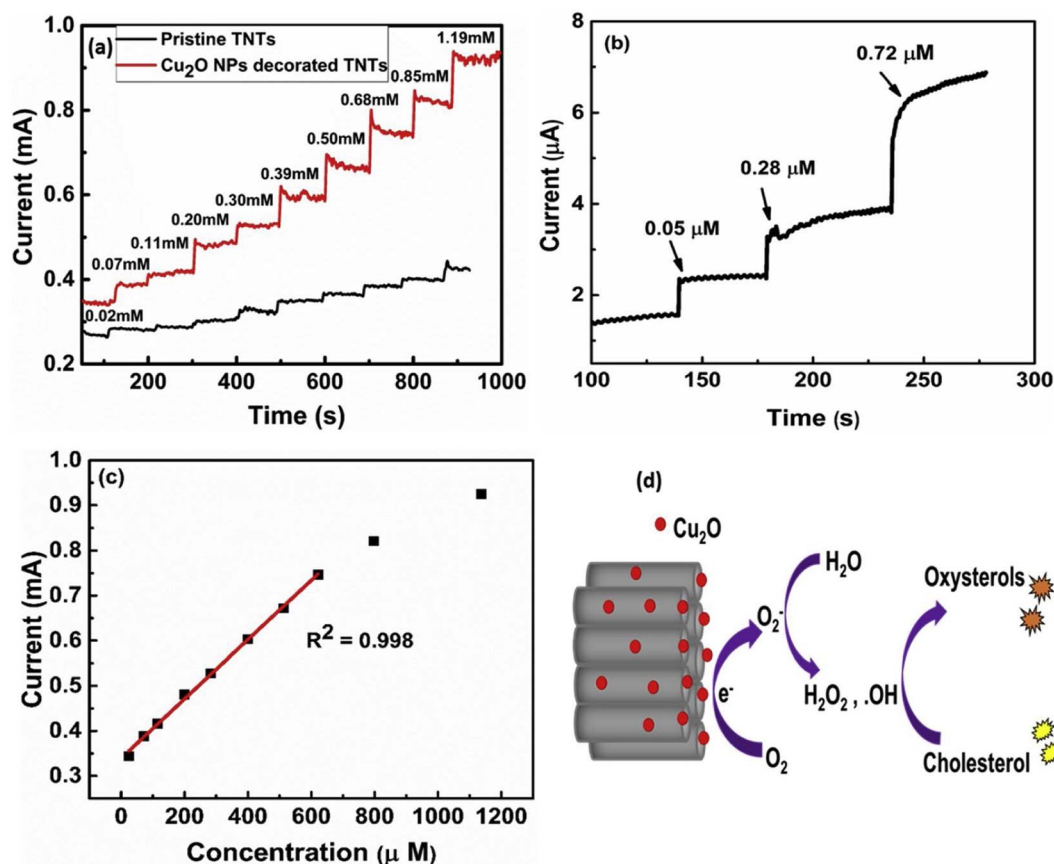 (a)
Pristine TNTs
Cu₂O NPs decorated TNTs
0.02mM
0.07mM
0.11mM
0.20mM
0.30mM
0.39mM
0.50mM
0.68mM
0.85mM
1.19mM
Current (mA)
1.0
0.8
0.6
0.4
0.2
200 400 600 800 1000
Time (s)
(b)
0.05 μM
0.28 μM
0.72 μM
Current (μA)
8
6
4
2
100 150 200 250 300
Time (s)
(c)
R² = 0.998
Current (mA)
1.0
0.9
0.8
0.7
0.6
0.5
0.4
0.3
0 200 400 600 800 1000 1200
Concentration (μ M)
(d)
Cu₂O
H₂O
O₂⁻
Oxysterols
e⁻
H₂O₂ , .OH
O₂
Cholesterol